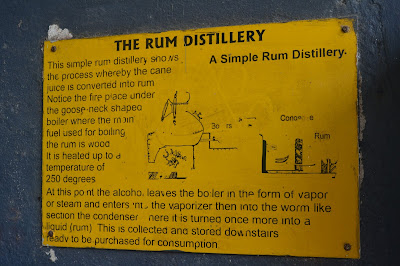 THE RUM DISTILLERY
A Simple Rum Distillery.
This simple rum distillery shows
the process whereby the cane
juice is converted into rum
Notice the fire place under
the goose-neck shaped
boiler where the main
fuel used for boiling
the rum is wood
It is heated up to a
temperature of
250 degrees
Rum
At this point the alcohol leaves the boiler in the form of vapor
or steam and enters into the vaporizer then into the worm like
section the condenser here it is turned once more into a
liquid (rum) This is collected and stored downstairs
ready to be purchased for consumption